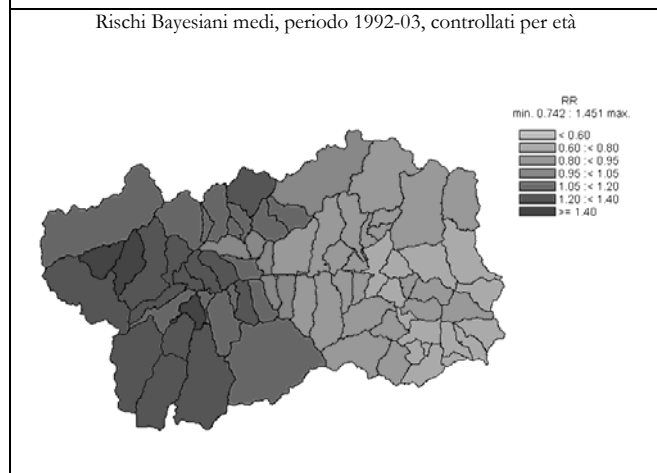 Rischi Bayesiani medi, periodo 1992-03, controllati per età
RR
min. 0.742 : 1.451 max.
< 0.60
0.60 :< 0.80
0.80 :< 0.95
0.95 :< 1.05
1.05 :< 1.20
1.20 :< 1.40
>= 1.40